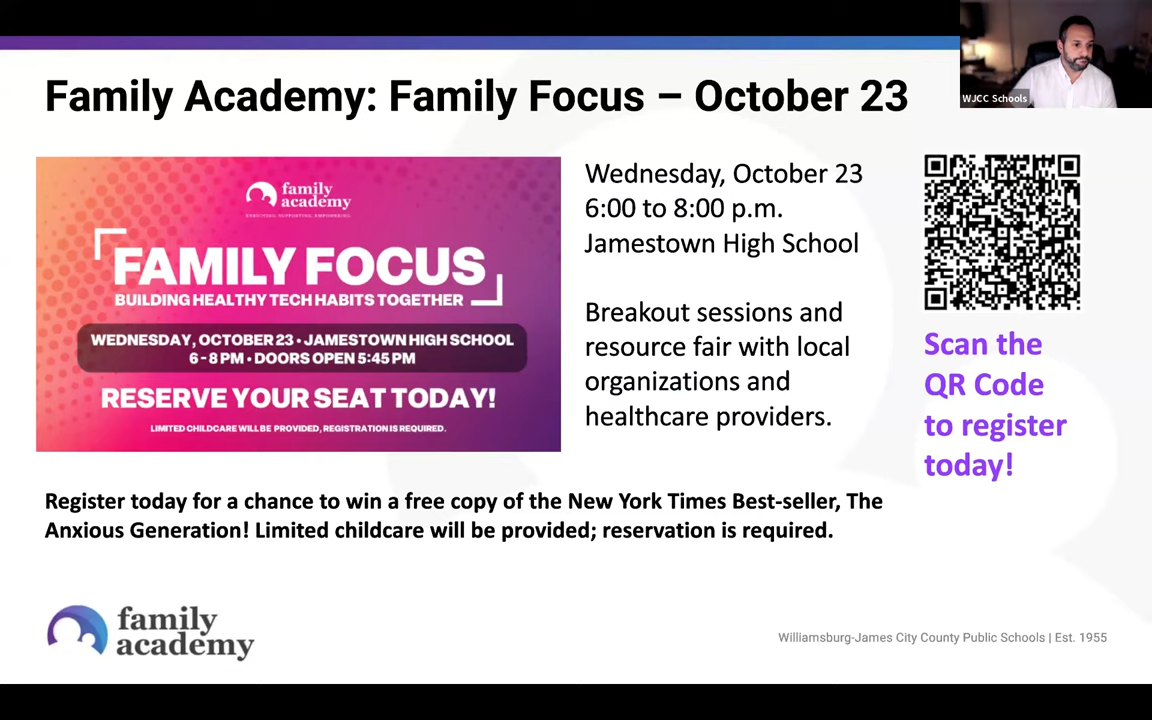 WJCC Schools
Family Academy: Family Focus – October 23
family
academy
ENRICHING. SUPPORTING. EMPOWERING.
FAMILY FOCUS
BUILDING HEALTHY TECH HABITS TOGETHER
WEDNESDAY, OCTOBER 23 • JAMESTOWN HIGH SCHOOL
6 - 8 PM • DOORS OPEN 5:45 PM
RESERVE YOUR SEAT TODAY!
LIMITED CHILDCARE WILL BE PROVIDED, REGISTRATION IS REQUIRED.
Wednesday, October 23
6:00 to 8:00 p.m.
Jamestown High School
Breakout sessions and
resource fair with local
organizations and
healthcare providers.
Scan the
QR Code
to register
today!
Register today for a chance to win a free copy of the New York Times Best-seller, The
Anxious Generation! Limited childcare will be provided; reservation is required.
family
academy
Williamsburg-James City County Public Schools | Est. 1955